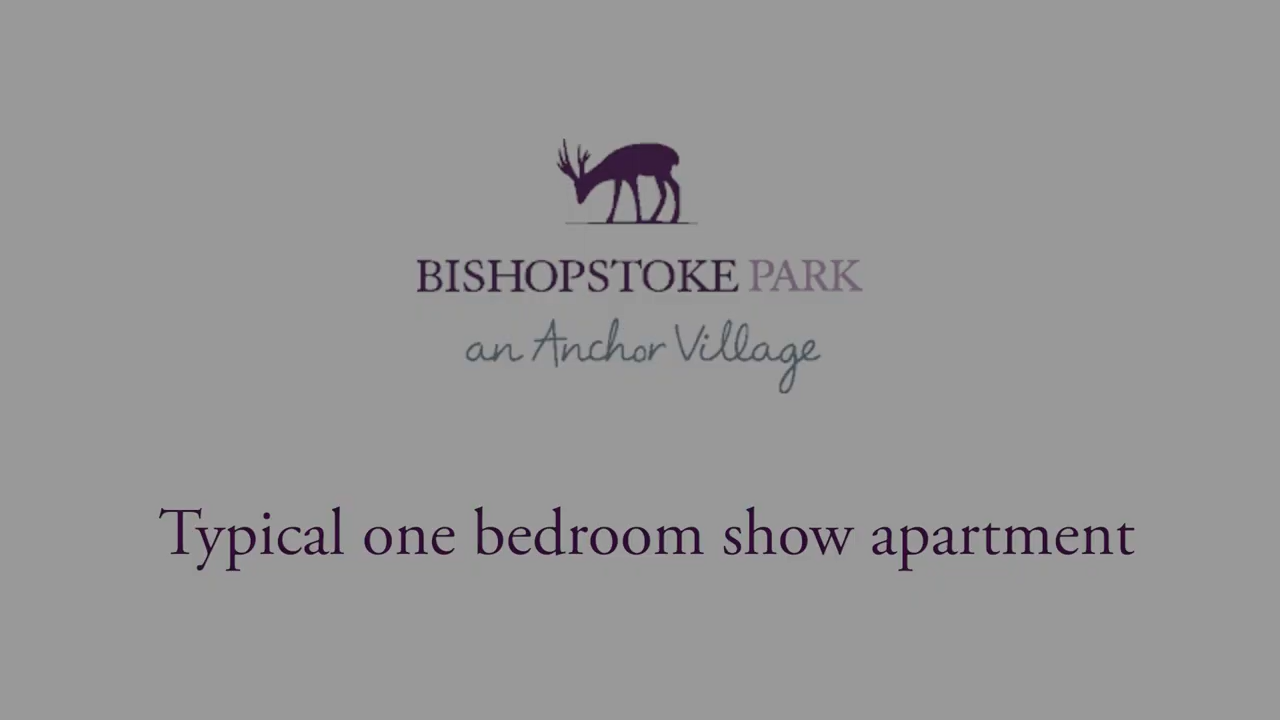 BISHOPSTOKE PARK
an Anchor Village
Typical one bedroom show apartment